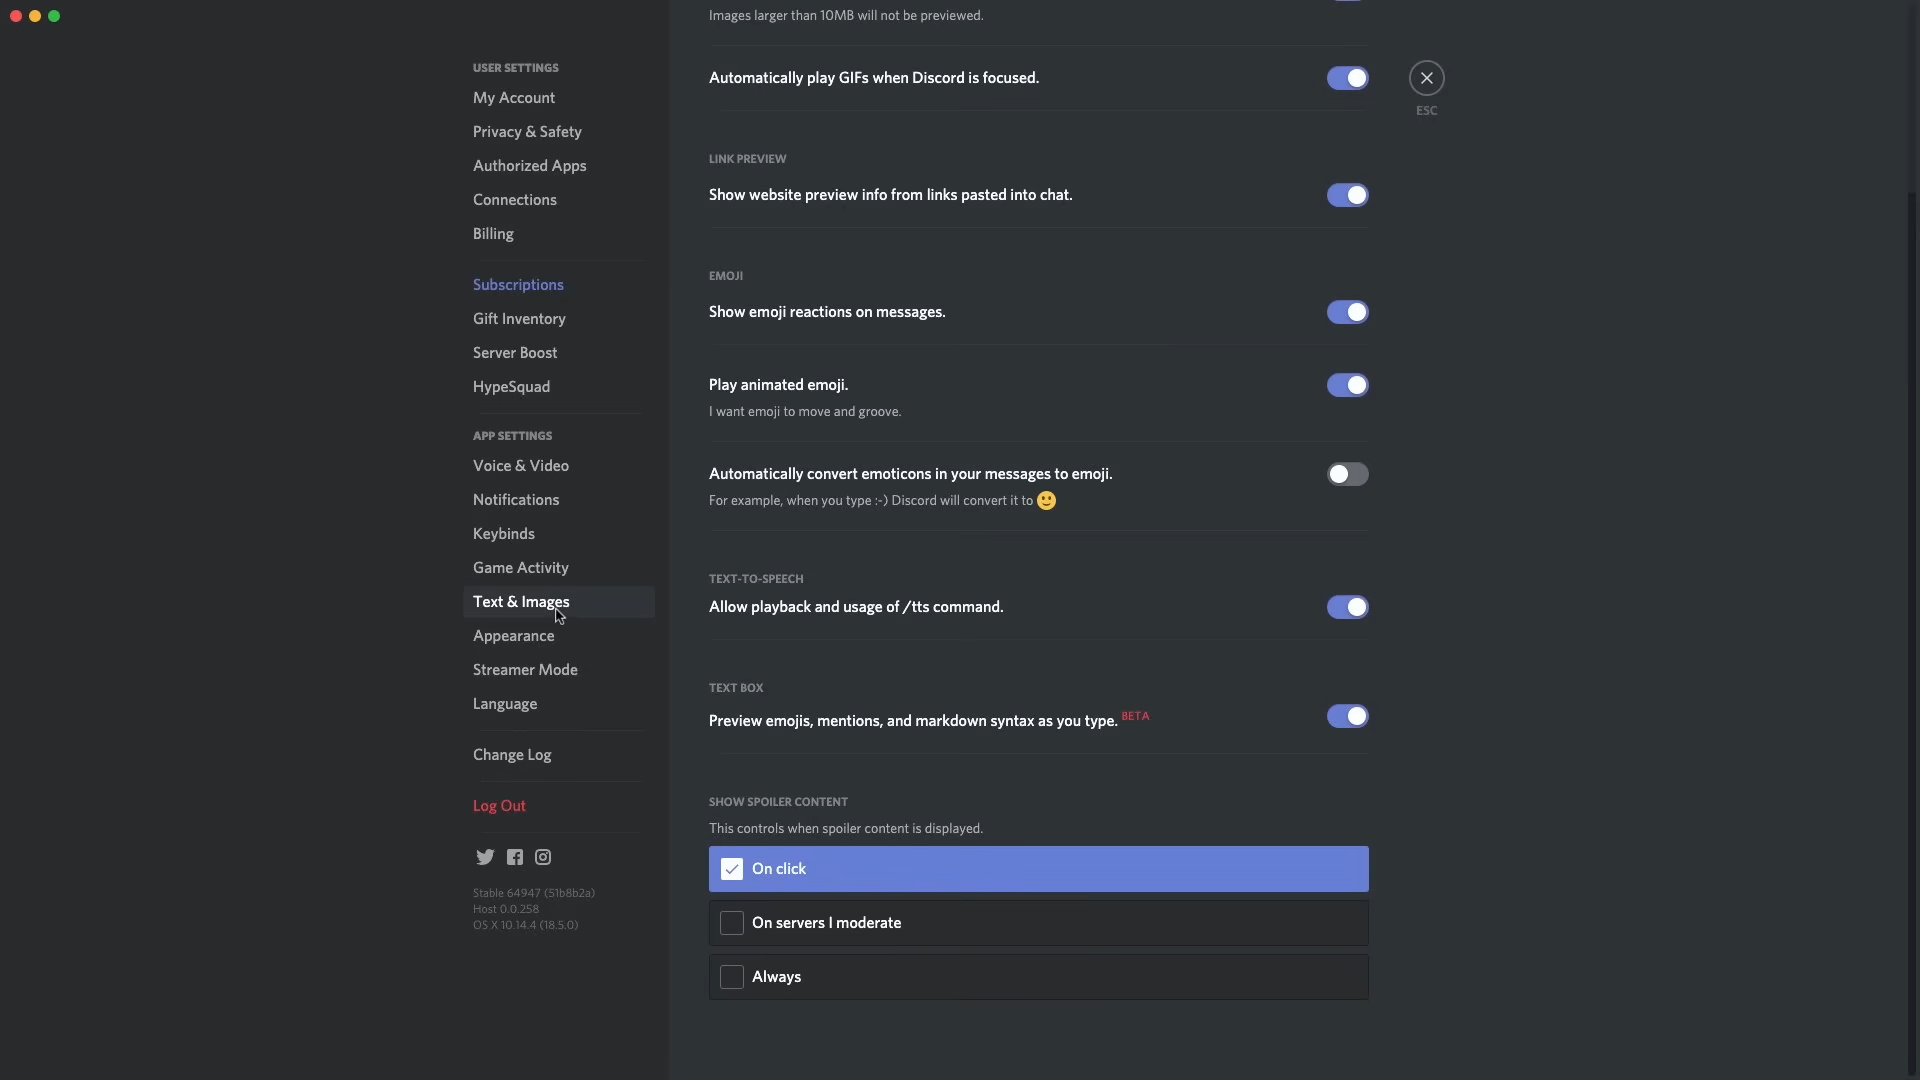 USER SETTINGS
My Account
Privacy & Safety
Authorized Apps
Connections
Billing
Subscriptions
Gift Inventory
Server Boost
HypeSquad
APP SETTINGS
Voice & Video
Notifications
Keybinds
Game Activity
Text & Images
Appearance
Streamer Mode
Language
Change Log
Log Out
Stable 64947 (51b8b2a)
Host 0.0.258
OS X 10.14.4 (18.5.0)
Images larger than 10MB will not be previewed.
Automatically play GIFs when Discord is focused.
LINK PREVIEW
Show website preview info from links pasted into chat.
EMOJI
Show emoji reactions on messages.
Play animated emoji.
I want emoji to move and groove.
Automatically convert emoticons in your messages to emoji.
For example, when you type :-) Discord will convert it to 🙂
TEXT-TO-SPEECH
Allow playback and usage of /tts command.
TEXT BOX
Preview emojis, mentions, and markdown syntax as you type. BETA
SHOW SPOILER CONTENT
This controls when spoiler content is displayed.
On click
On servers I moderate
Always
ESC